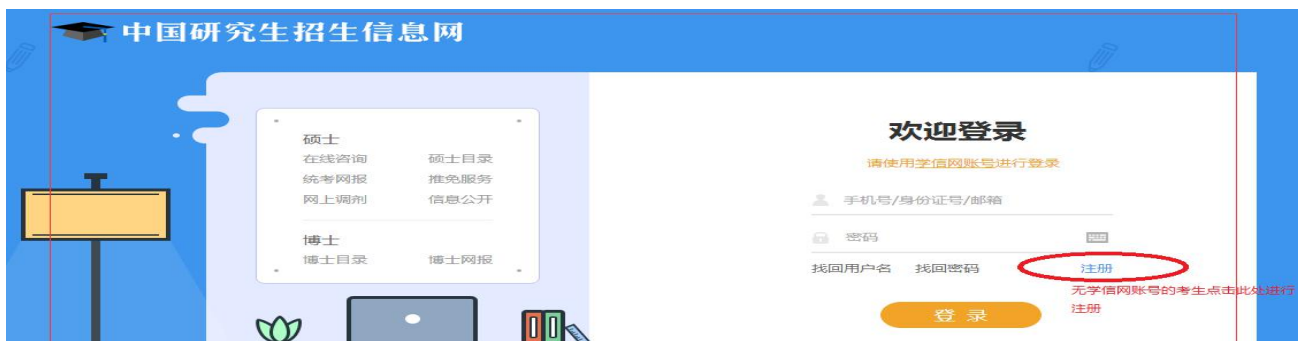 中国研究生招生信息网
硕士
在线咨询 硕士目录
统考网报 推免服务
网上调剂 信息公开
博士
博士目录 博士网报
欢迎登录
请使用学信网账号进行登录
手机号/身份证号/邮箱
密码
找回用户名 找回密码 注册
无学信网账号的考生点击此处进行
注册
登录